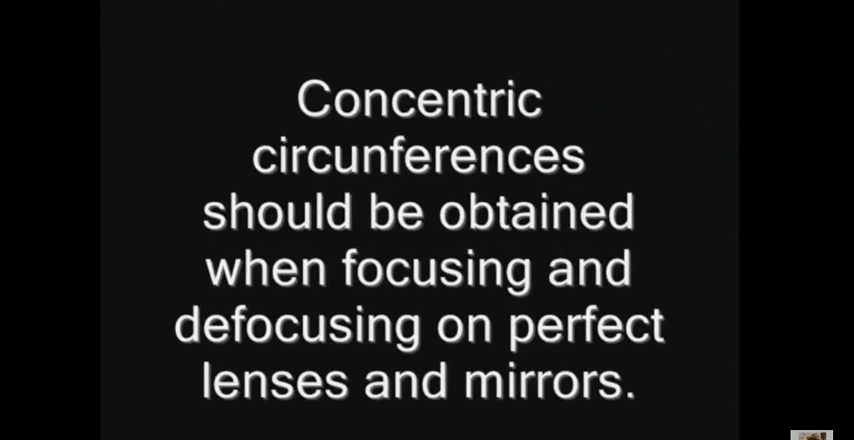 Concentric
circunferences
should be obtained
when focusing and
defocusing on perfect
lenses and mirrors.